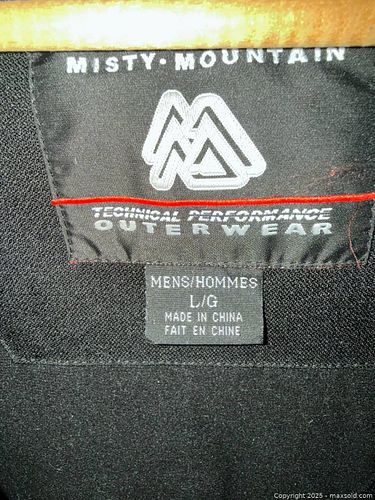 MISTY • MOUNTAIN
TECHNICAL PERFORMANCE
OUTERWEAR
MENS/HOMMES
L/G
MADE IN CHINA
FAIT EN CHINE
Copyright 2025 - maxsold.com